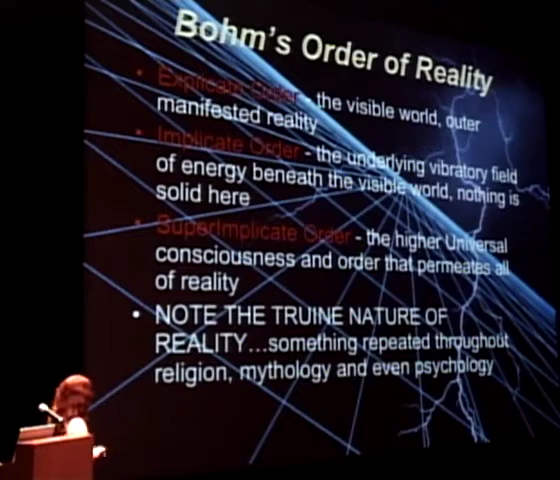 Bohm's Order of Reality
• Explicate Order - the visible world, outer
manifested reality
• Implicate Order - the underlying vibratory field
of energy beneath the visible world, nothing is
solid here
• SuperImplicate Order - the higher Universal
consciousness and order that permeates all
of reality
• NOTE THE TRUINE NATURE OF
REALITY...something repeated throughout
religion, mythology and even psychology